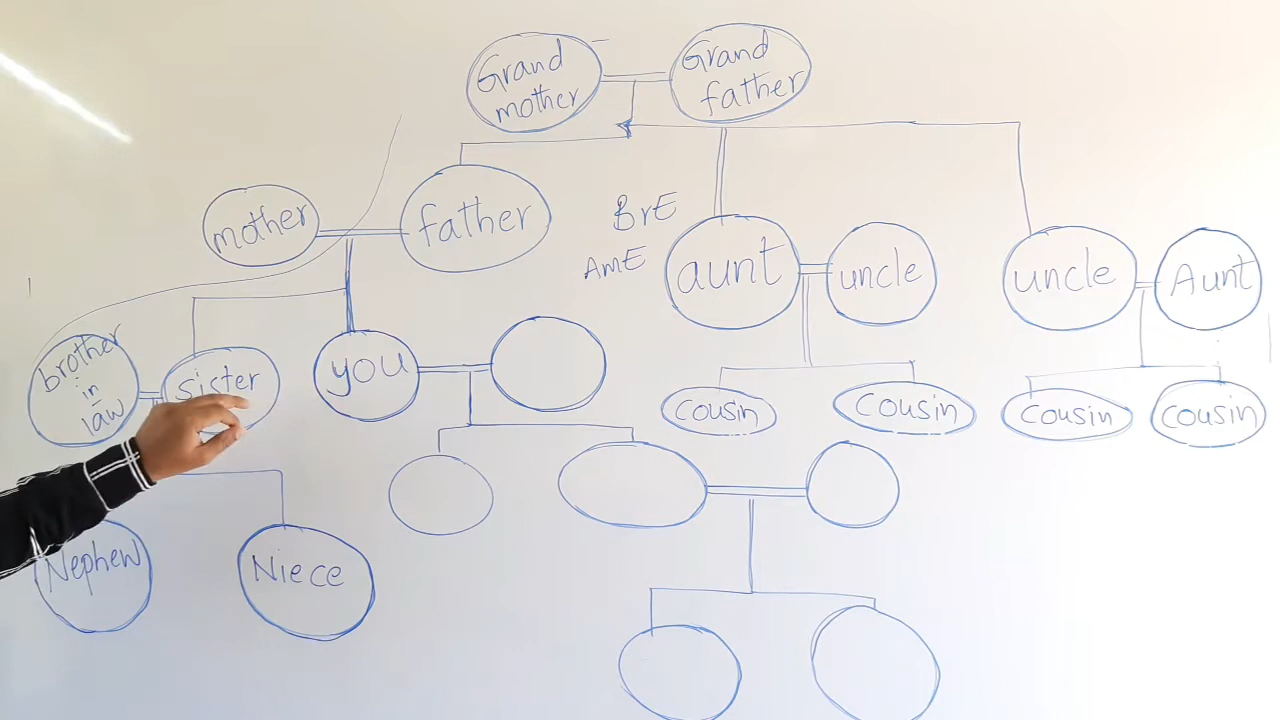 Grand
mother
Grand
father
mother
father
BrE
AmE
aunt
uncle
uncle
Aunt
brother
in
law
sister
you
cousin
cousin
cousin
cousin
Nephew
Niece